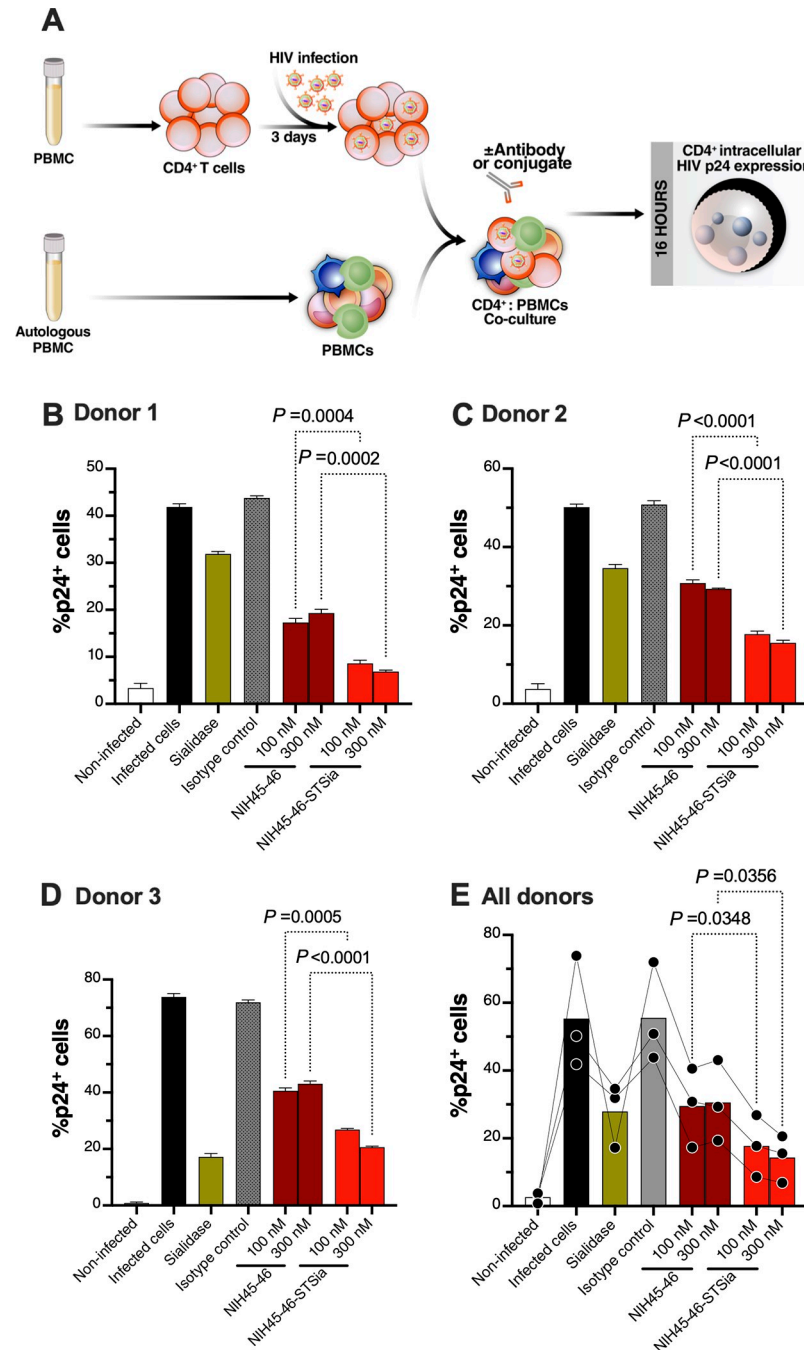 A
PBMC
CD4⁺ T cells
HIV infection
3 days
±Antibody
or conjugate
CD4⁺ : PBMCs
Co-culture
16 HOURS
CD4⁺ intracellular
HIV p24 expression
Autologous
PBMC
PBMCs
B Donor 1
P =0.0004
P =0.0002
%p24⁺ cells
50
40
30
20
10
0
Non-infected
Infected cells
Sialidase
Isotype control
100 nM
300 nM
100 nM
300 nM
NIH45-46
NIH45-46-STSia
C Donor 2
P <0.0001
P <0.0001
%p24⁺ cells
60
40
20
0
Non-infected
Infected cells
Sialidase
Isotype control
100 nM
300 nM
100 nM
300 nM
NIH45-46
NIH45-46-STSia
D Donor 3
P =0.0005
P <0.0001
%p24⁺ cells
80
60
40
20
0
Non-infected
Infected cells
Sialidase
Isotype control
100 nM
300 nM
100 nM
300 nM
NIH45-46
NIH45-46-STSia
E All donors
P =0.0356
P =0.0348
%p24⁺ cells
80
60
40
20
0
Non-infected
Infected cells
Sialidase
Isotype control
100 nM
300 nM
100 nM
300 nM
NIH45-46
NIH45-46-STSia